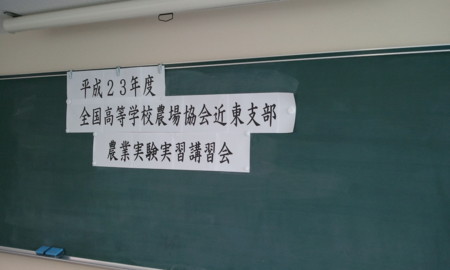 平成２３年度
全国高等学校農場協会近東支部
農業実験実習講習会